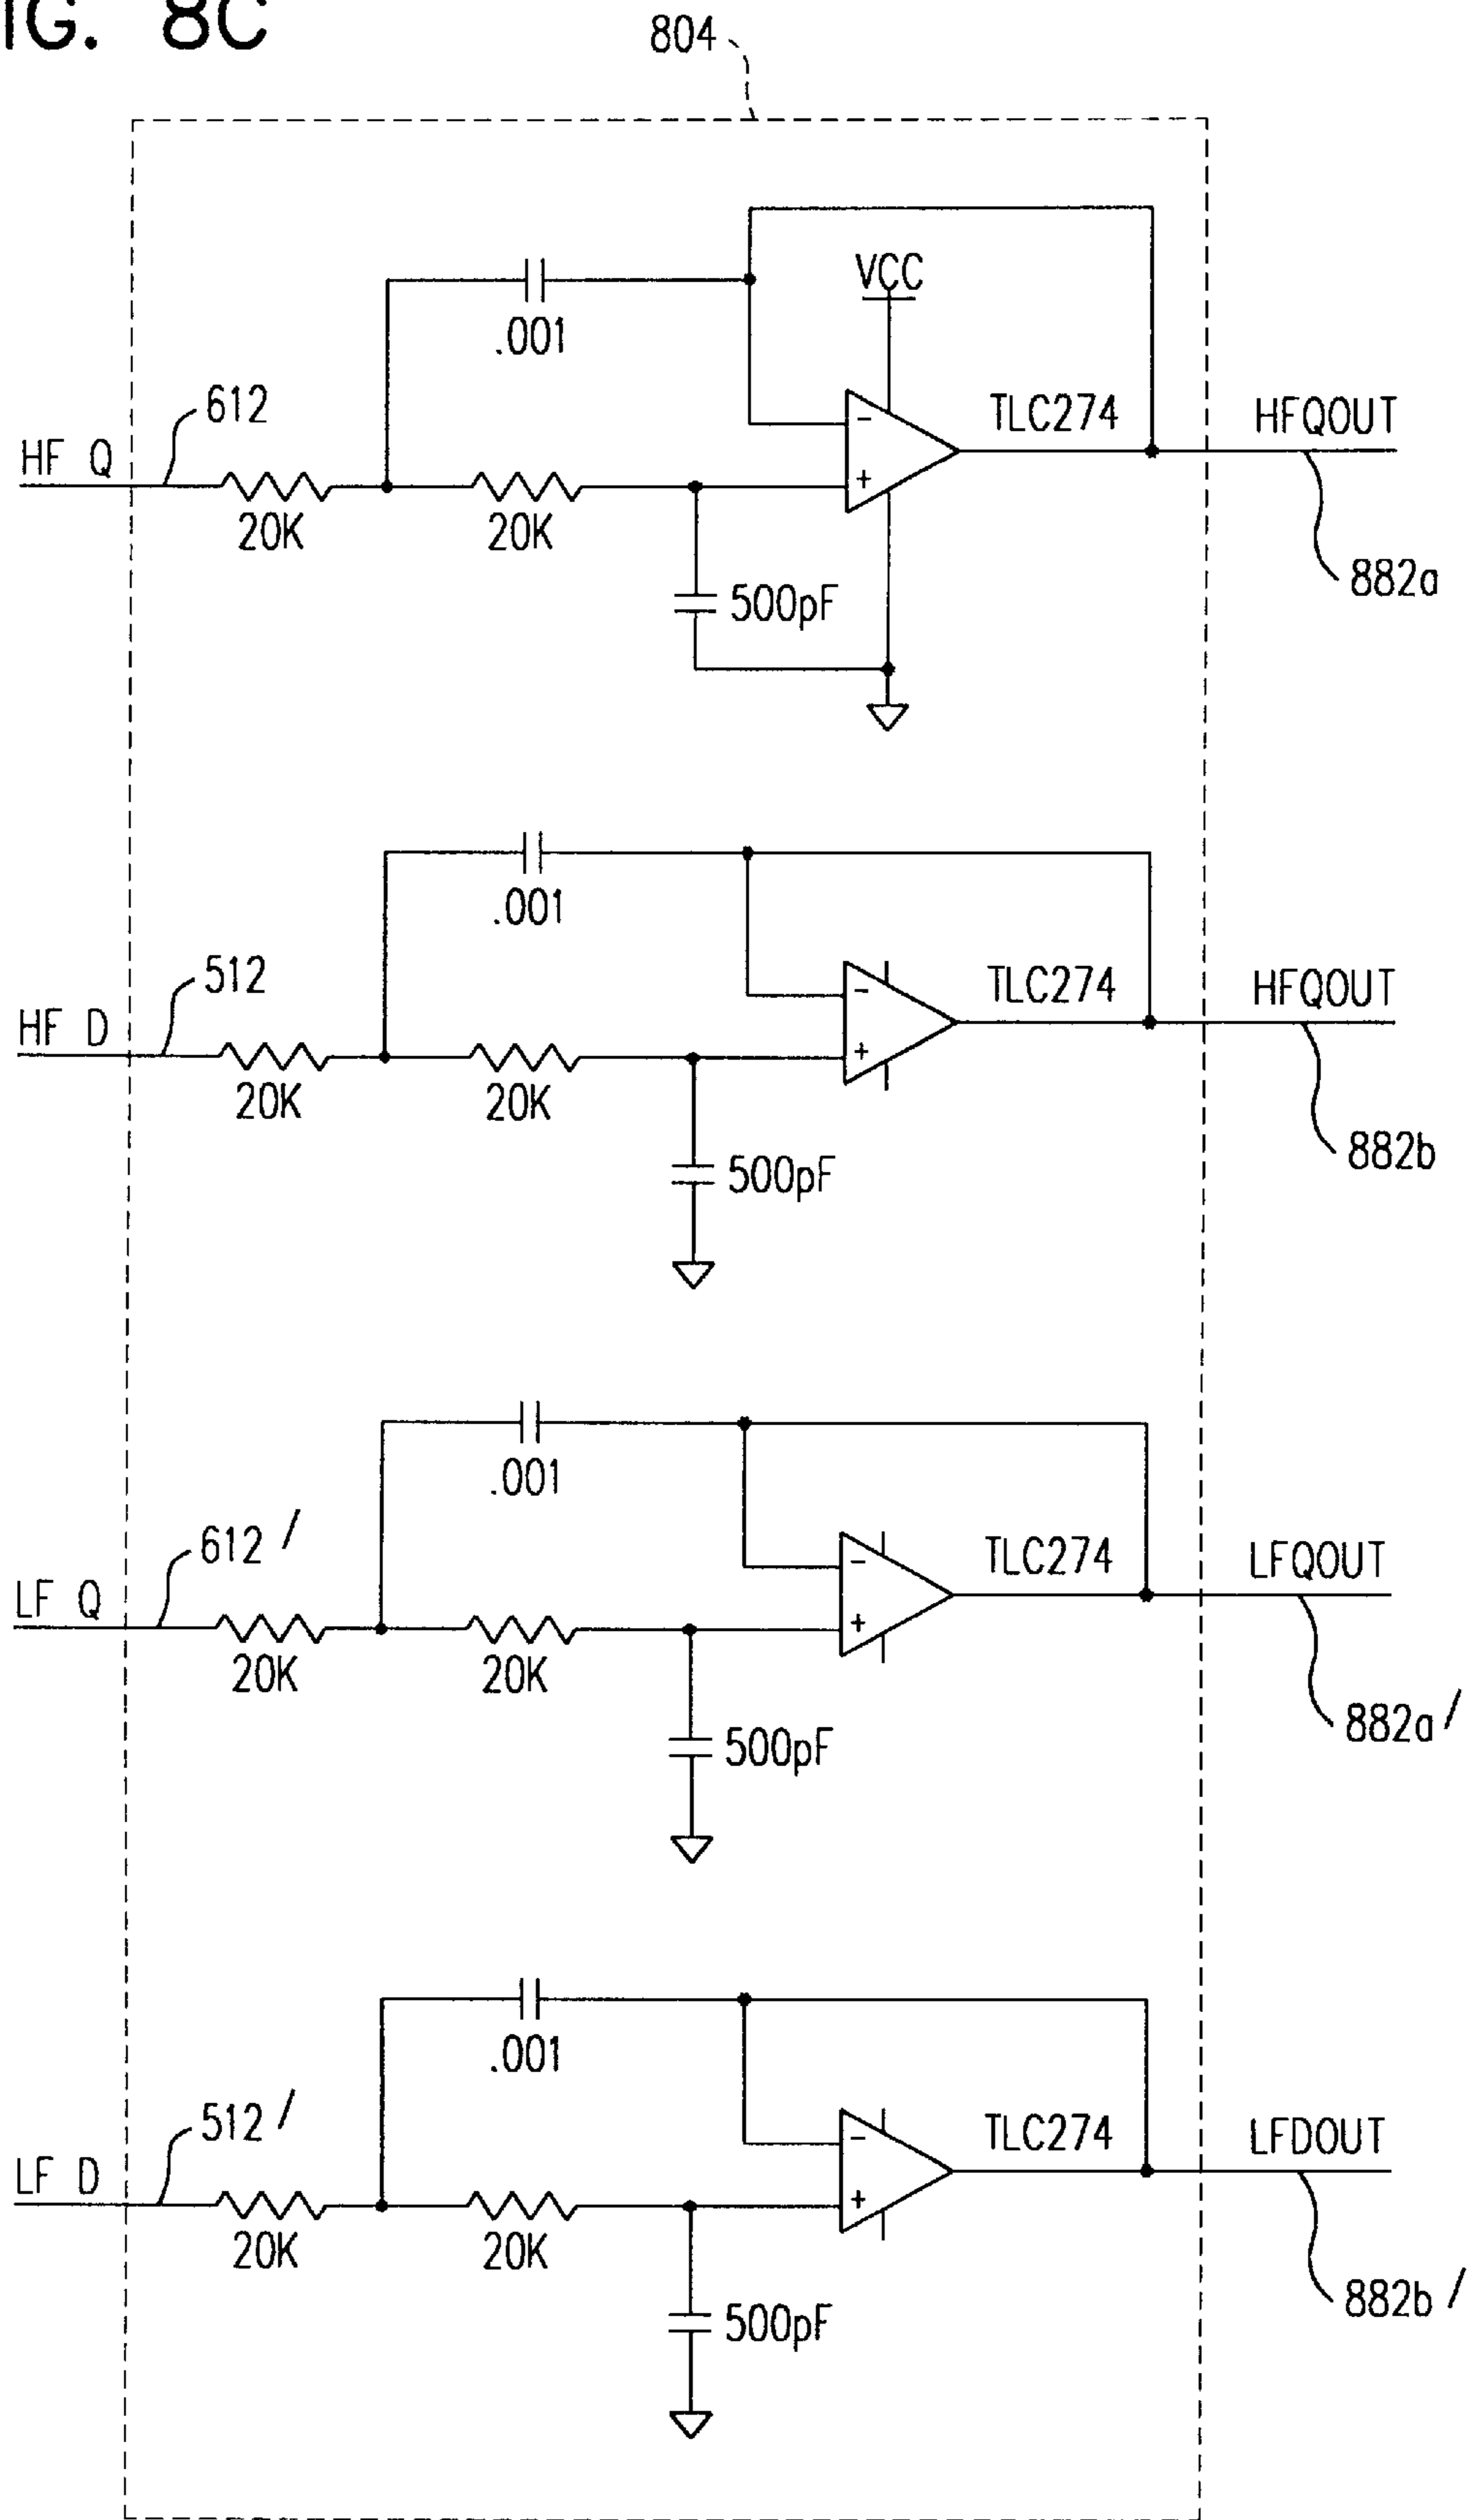 IG. 8C
804
VCC
.001
612
TLC274
HFQOUT
HF Q
20K
20K
500pF
882a
.001
512
TLC274
HFQOUT
HF D
20K
20K
500pF
882b
.001
612 /
TLC274
LFQOUT
LF Q
20K
20K
500pF
882a /
.001
512 /
TLC274
LFDOUT
LF D
20K
20K
500pF
882b /